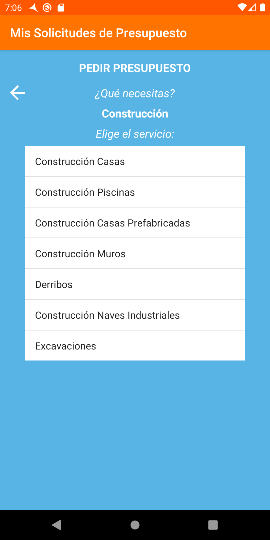 7:06
Mis Solicitudes de Presupuesto
PEDIR PRESUPUESTO
¿Qué necesitas?
Construcción
Elige el servicio:
Construcción Casas
Construcción Piscinas
Construcción Casas Prefabricadas
Construcción Muros
Derribos
Construcción Naves Industriales
Excavaciones